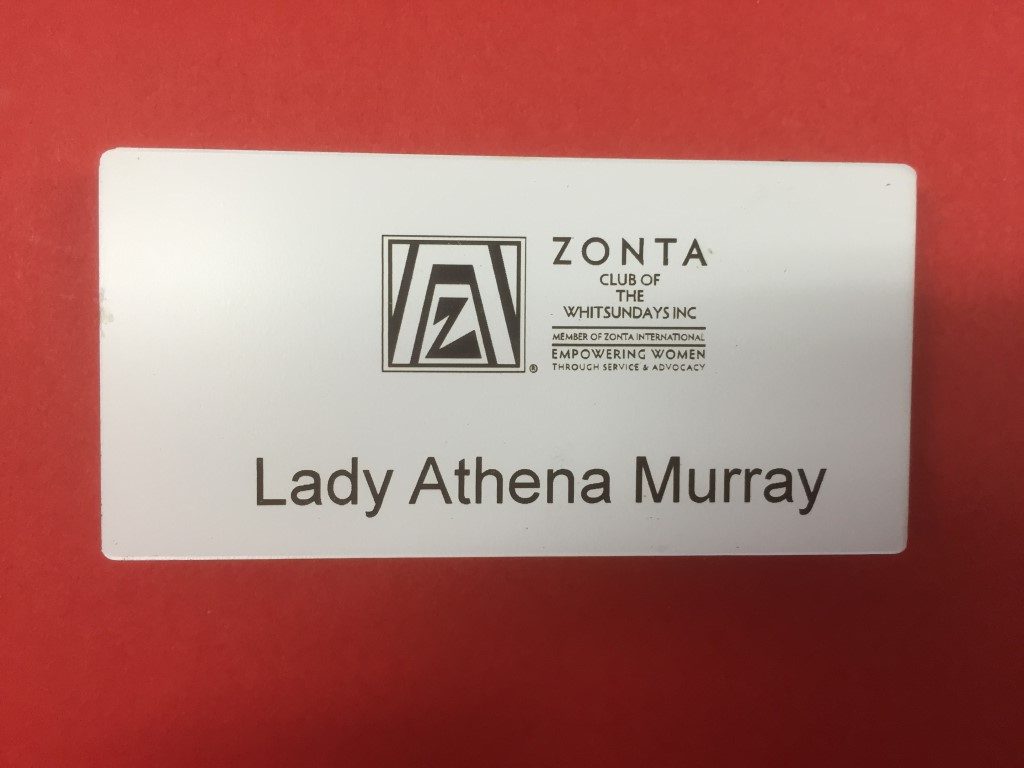 Z
®
ZONTA
CLUB OF
THE
WHITSUNDAYS INC
MEMBER OF ZONTA INTERNATIONAL
EMPOWERING WOMEN
THROUGH SERVICE & ADVOCACY
Lady Athena Murray